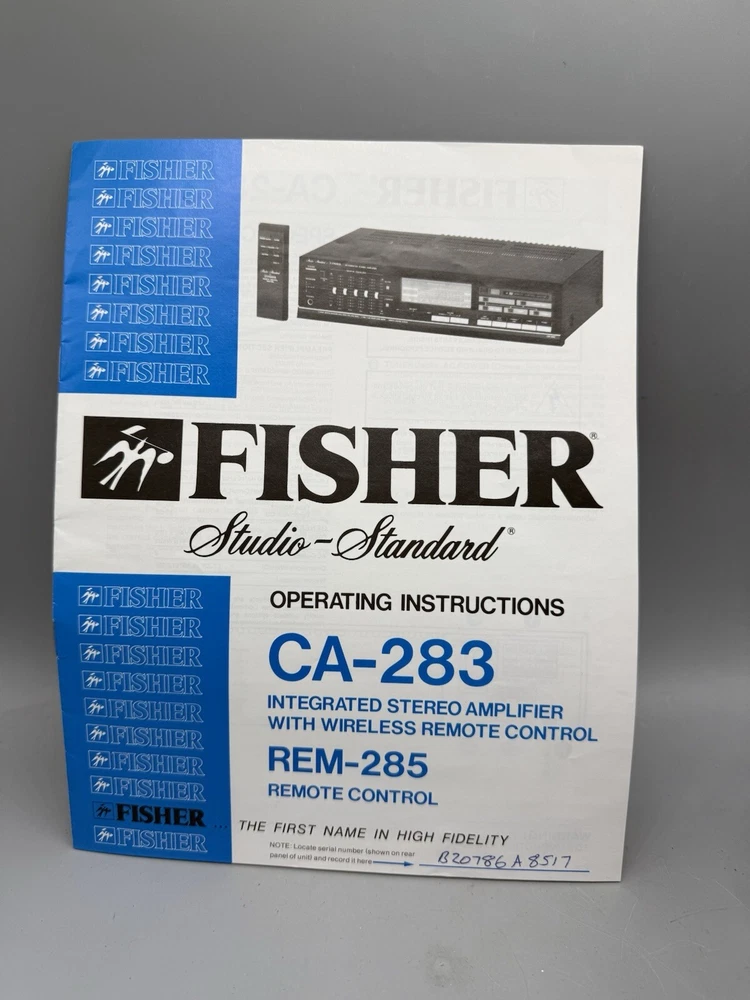 FISHER
FISHER
FISHER
FISHER
FISHER
FISHER
FISHER
FISHER
FISHER®
Studio-Standard®
OPERATING INSTRUCTIONS
CA-283
INTEGRATED STEREO AMPLIFIER
WITH WIRELESS REMOTE CONTROL
REM-285
REMOTE CONTROL
FISHER
FISHER
FISHER
FISHER
FISHER
FISHER
FISHER
FISHER
FISHER ... THE FIRST NAME IN HIGH FIDELITY
FISHER
NOTE: Locate serial number (shown on rear
panel of unit) and record it here B20786A8517